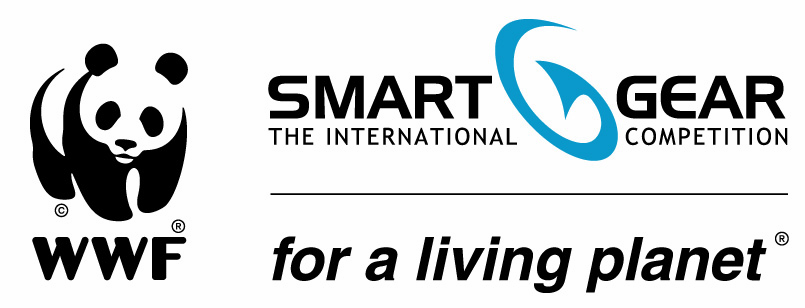 ©
®
WWF
SMART GEAR
THE INTERNATIONAL COMPETITION
for a living planet®